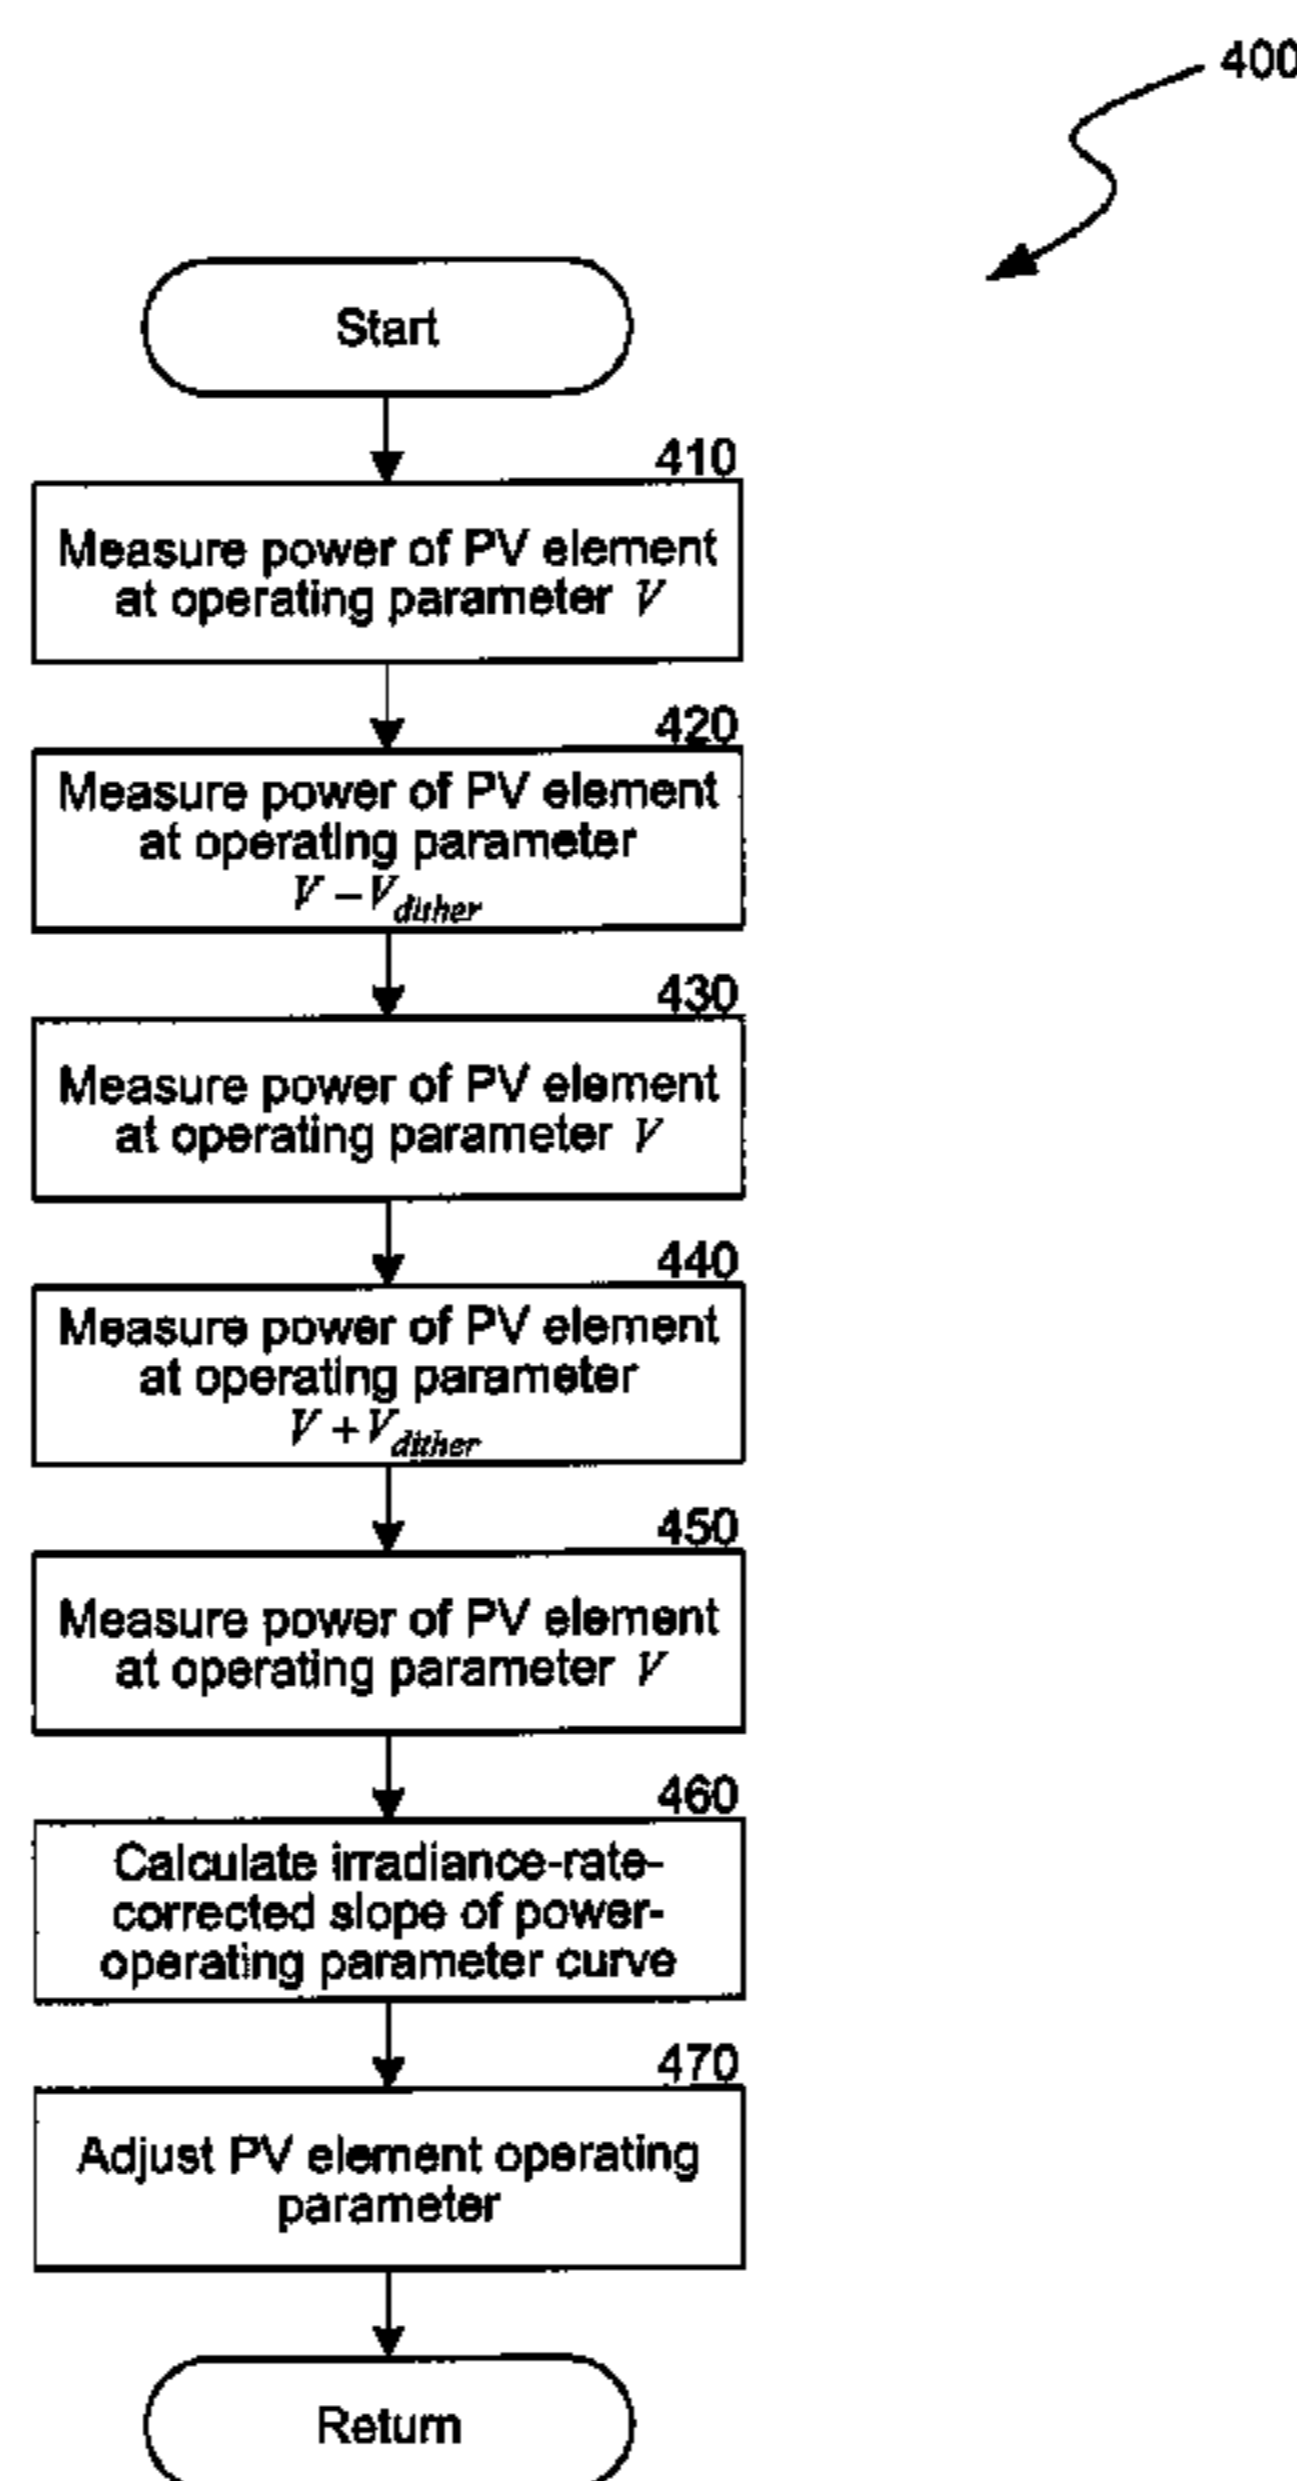 400
Start
410
Measure power of PV element
at operating parameter V
420
Measure power of PV element
at operating parameter
V − V_dither
430
Measure power of PV element
at operating parameter V
440
Measure power of PV element
at operating parameter
V + V_dither
450
Measure power of PV element
at operating parameter V
460
Calculate irradiance-rate-
corrected slope of power-
operating parameter curve
470
Adjust PV element operating
parameter
Return